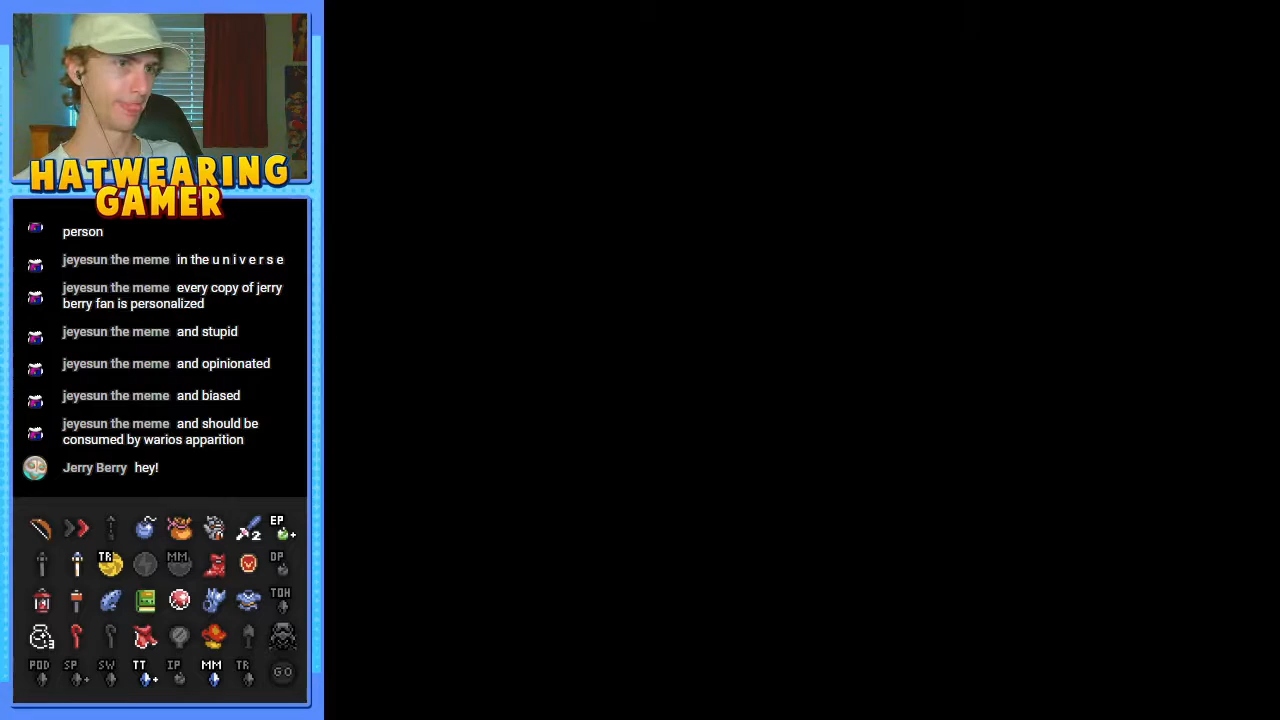 HATWEARING
GAMER
person
jeyesun the meme in the u n i v e r s e
jeyesun the meme every copy of jerry
berry fan is personalized
jeyesun the meme and stupid
jeyesun the meme and opinionated
jeyesun the meme and biased
jeyesun the meme and should be
consumed by warios apparition
Jerry Berry hey!
2 EP +
TR MM DP
TOH
3
POD SP + SW TT + IP MM TR GO